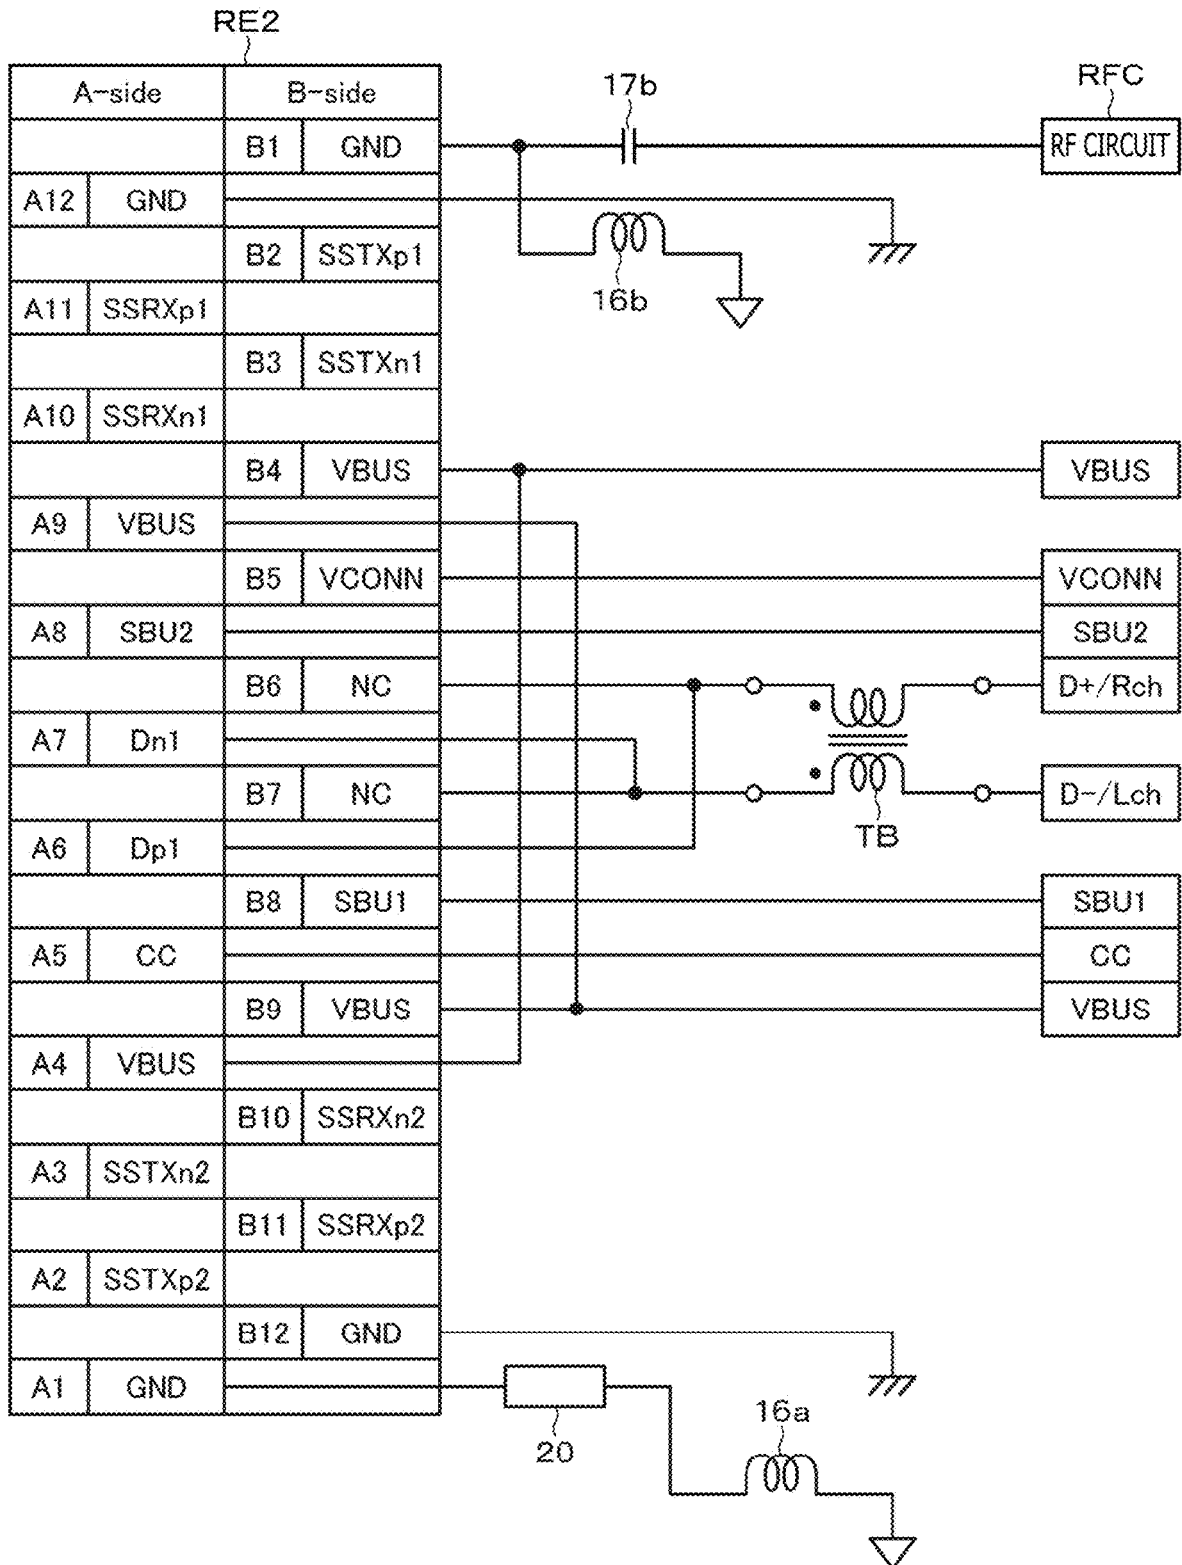 RE2
A-side B-side
17b
RFC
B1 GND
RF CIRCUIT
A12 GND
B2 SSTXp1
16b
A11 SSRXp1
B3 SSTXn1
A10 SSRXn1
B4 VBUS
VBUS
A9 VBUS
B5 VCONN
VCONN
A8 SBU2
SBU2
B6 NC
D+/Rch
A7 Dn1
B7 NC
D-/Lch
TB
A6 Dp1
B8 SBU1
SBU1
A5 CC
CC
B9 VBUS
VBUS
A4 VBUS
B10 SSRXn2
A3 SSTXn2
B11 SSRXp2
A2 SSTXp2
B12 GND
A1 GND
20
16a